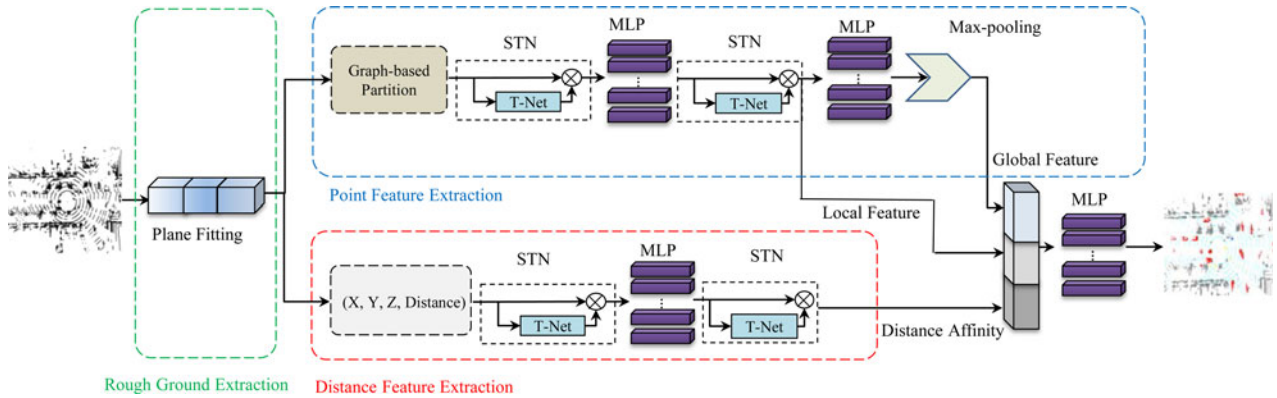 STN
MLP
STN
MLP
Max-pooling
Graph-based
Partition
T-Net
T-Net
Point Feature Extraction
Global Feature
Plane Fitting
Local Feature
MLP
STN
MLP
STN
(X, Y, Z, Distance)
T-Net
T-Net
Distance Affinity
Rough Ground Extraction
Distance Feature Extraction